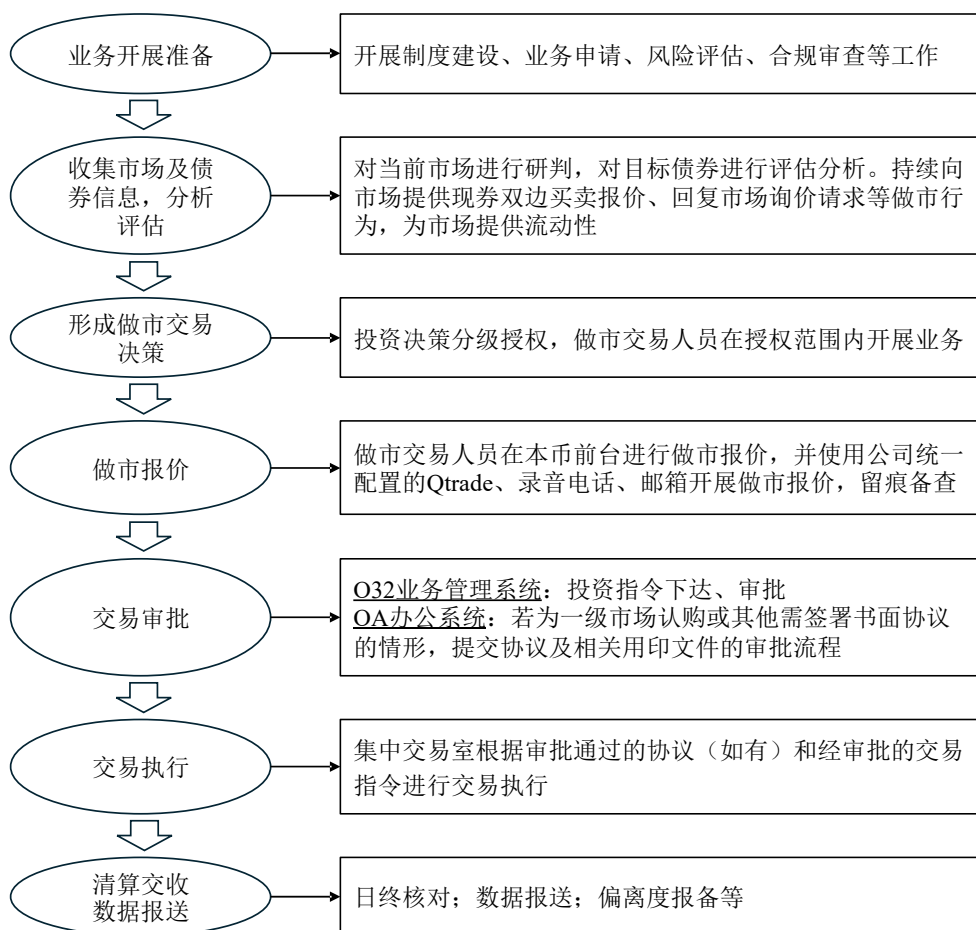 业务开展准备
开展制度建设、业务申请、风险评估、合规审查等工作
收集市场及债
券信息，分析
评估
对当前市场进行研判，对目标债券进行评估分析。持续向
市场提供现券双边买卖报价、回复市场询价请求等做市行
为，为市场提供流动性
形成做市交易
决策
投资决策分级授权，做市交易人员在授权范围内开展业务
做市报价
做市交易人员在本币前台进行做市报价，并使用公司统一
配置的Qtrade、录音电话、邮箱开展做市报价，留痕备查
交易审批
O32业务管理系统：投资指令下达、审批
OA办公系统：若为一级市场认购或其他需签署书面协议
的情形，提交协议及相关用印文件的审批流程
交易执行
集中交易室根据审批通过的协议（如有）和经审批的交易
指令进行交易执行
清算交收
数据报送
日终核对；数据报送；偏离度报备等